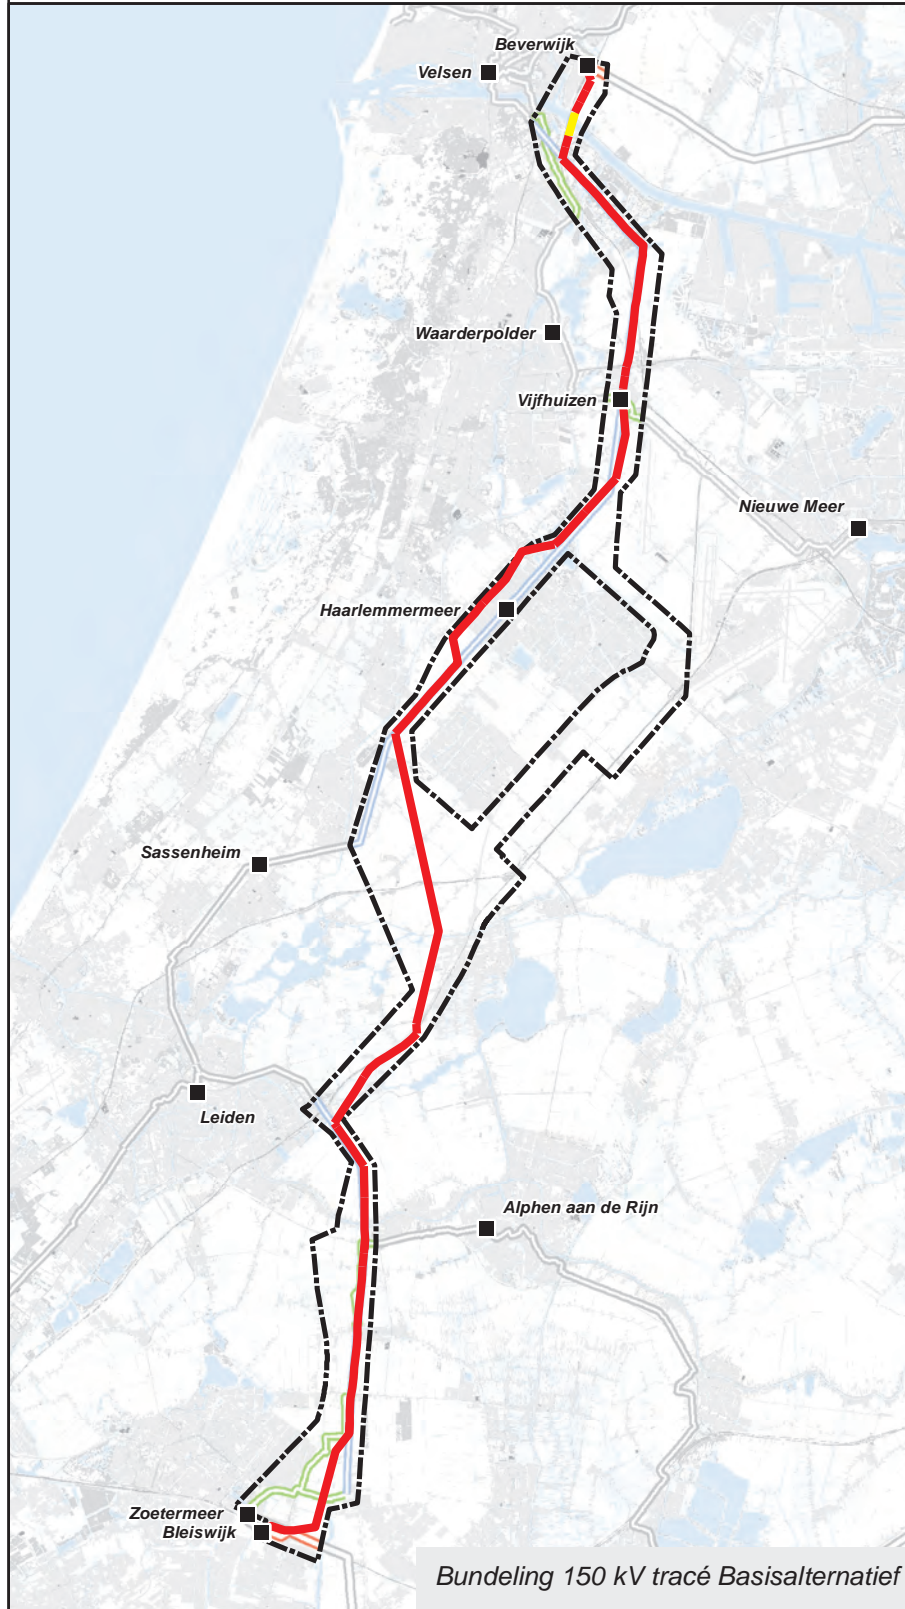 Beverwijk
Velsen
Waarderpolder
Vijfhuizen
Nieuwe Meer
Haarlemmermeer
Sassenheim
Leiden
Alphen aan de Rijn
Zoetermeer
Bleiswijk
Bundeling 150 kV tracé Basisalternatief